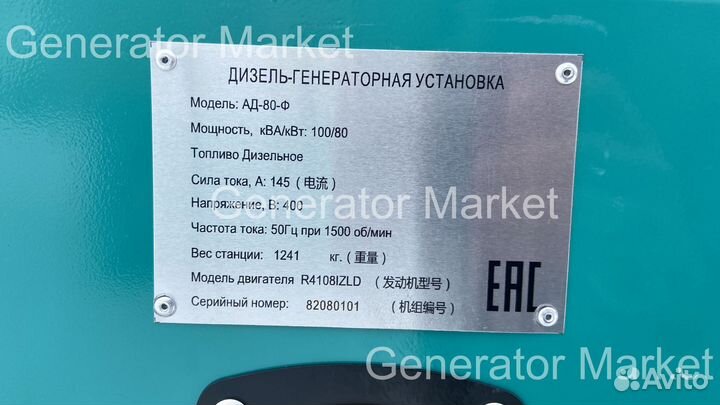 Generator Market
ДИЗЕЛЬ-ГЕНЕРАТОРНАЯ УСТАНОВКА
Модель: АД-80-Ф
Мощность, кВА/кВт: 100/80
Топливо Дизельное
Сила тока, А: 145 (电流)
Напряжение, В: 400
Generator Market
Частота тока: 50Гц при 1500 об/мин
Вес станции: 1241 кг. (重量)
Модель двигателя R4108IZLD (发动机型号)
Серийный номер: 82080101 (机组编号)
EAC
Generator Market
Avito